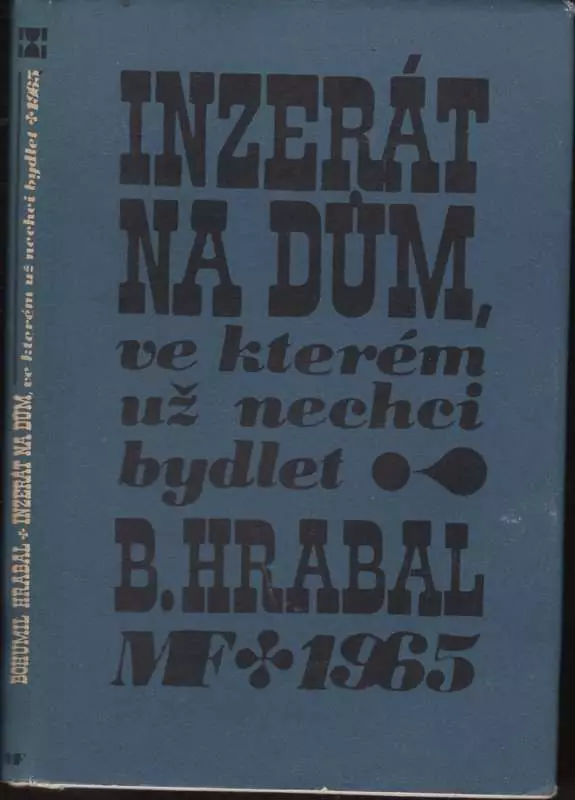 INZERÁT
NA DŮM,
ve kterém
už nechci
bydlet
B. HRABAL
MF 1965
BOHUMIL HRABAL INZERÁT NA DŮM, ve kterém už nechci bydlet 1965
MF